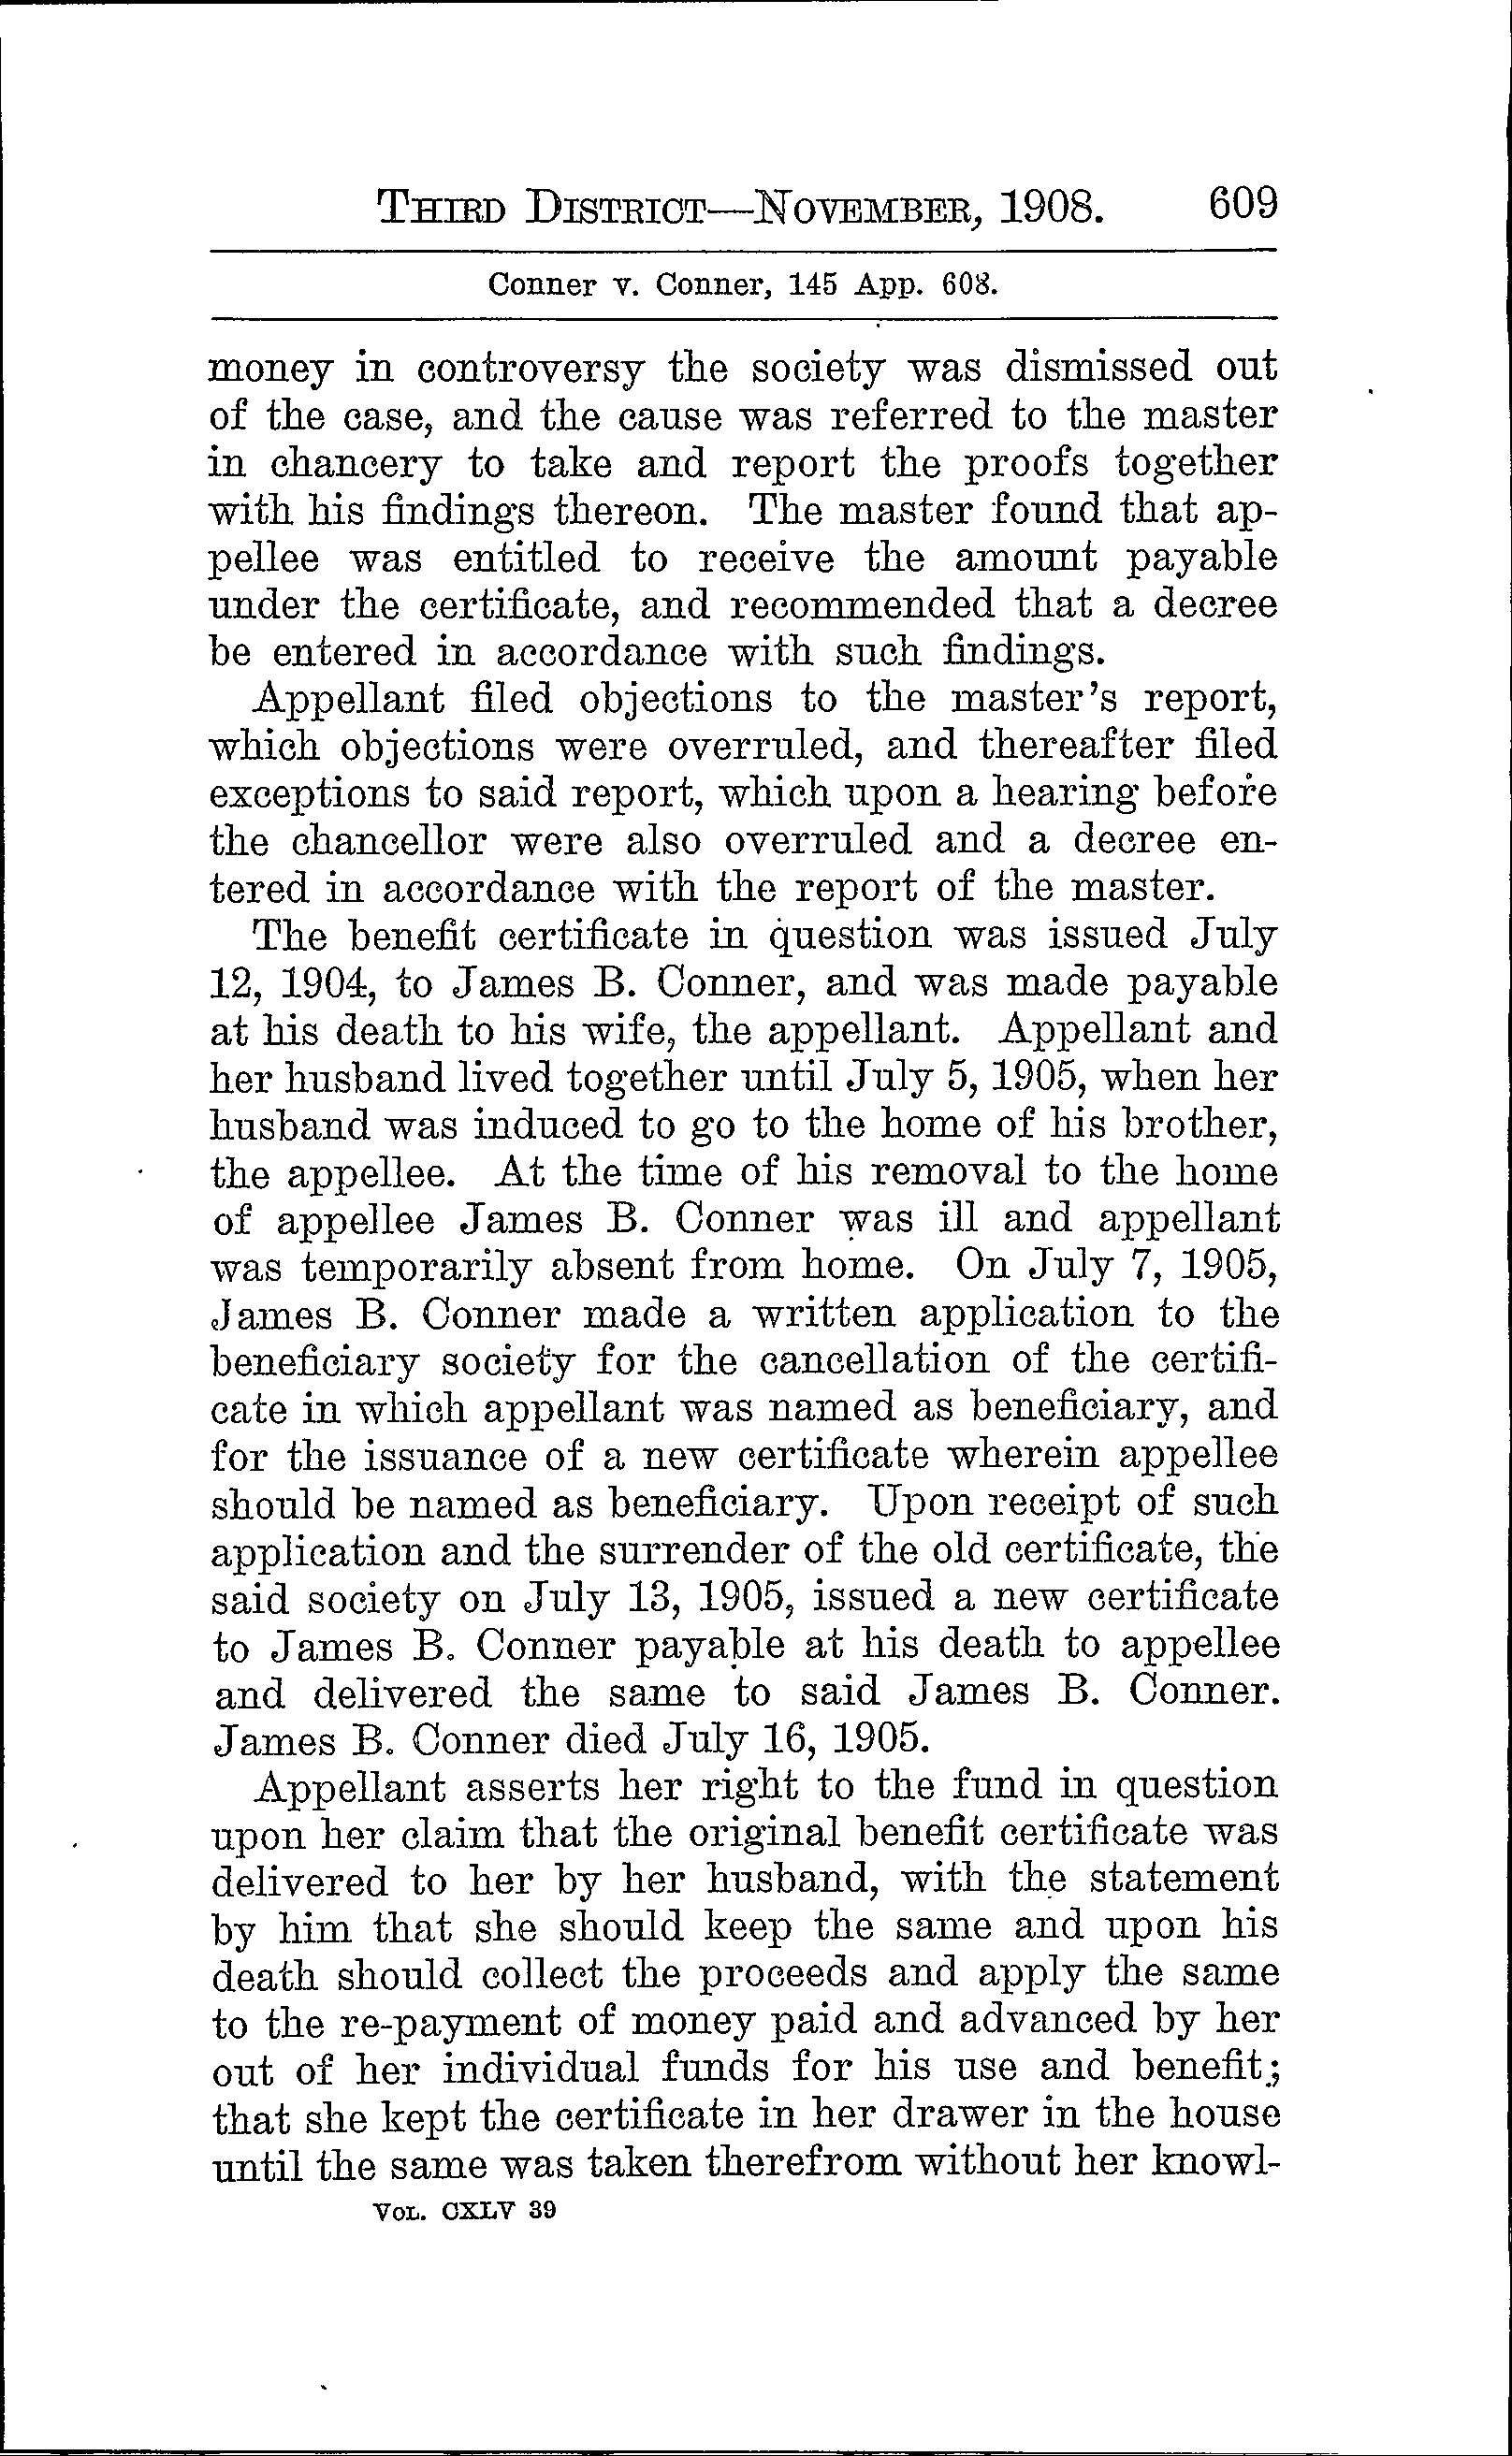 THIRD DISTRICT—NOVEMBER, 1908. 609
Conner v. Conner, 145 App. 608.
money in controversy the society was dismissed out
of the case, and the cause was referred to the master
in chancery to take and report the proofs together
with his findings thereon. The master found that ap-
pellee was entitled to receive the amount payable
under the certificate, and recommended that a decree
be entered in accordance with such findings.
Appellant filed objections to the master's report,
which objections were overruled, and thereafter filed
exceptions to said report, which upon a hearing before
the chancellor were also overruled and a decree en-
tered in accordance with the report of the master.
The benefit certificate in question was issued July
12, 1904, to James B. Conner, and was made payable
at his death to his wife, the appellant. Appellant and
her husband lived together until July 5, 1905, when her
husband was induced to go to the home of his brother,
the appellee. At the time of his removal to the home
of appellee James B. Conner was ill and appellant
was temporarily absent from home. On July 7, 1905,
James B. Conner made a written application to the
beneficiary society for the cancellation of the certifi-
cate in which appellant was named as beneficiary, and
for the issuance of a new certificate wherein appellee
should be named as beneficiary. Upon receipt of such
application and the surrender of the old certificate, the
said society on July 13, 1905, issued a new certificate
to James B. Conner payable at his death to appellee
and delivered the same to said James B. Conner.
James B. Conner died July 16, 1905.
Appellant asserts her right to the fund in question
upon her claim that the original benefit certificate was
delivered to her by her husband, with the statement
by him that she should keep the same and upon his
death should collect the proceeds and apply the same
to the re-payment of money paid and advanced by her
out of her individual funds for his use and benefit;
that she kept the certificate in her drawer in the house
until the same was taken therefrom without her knowl-
VOL. CXLV 39